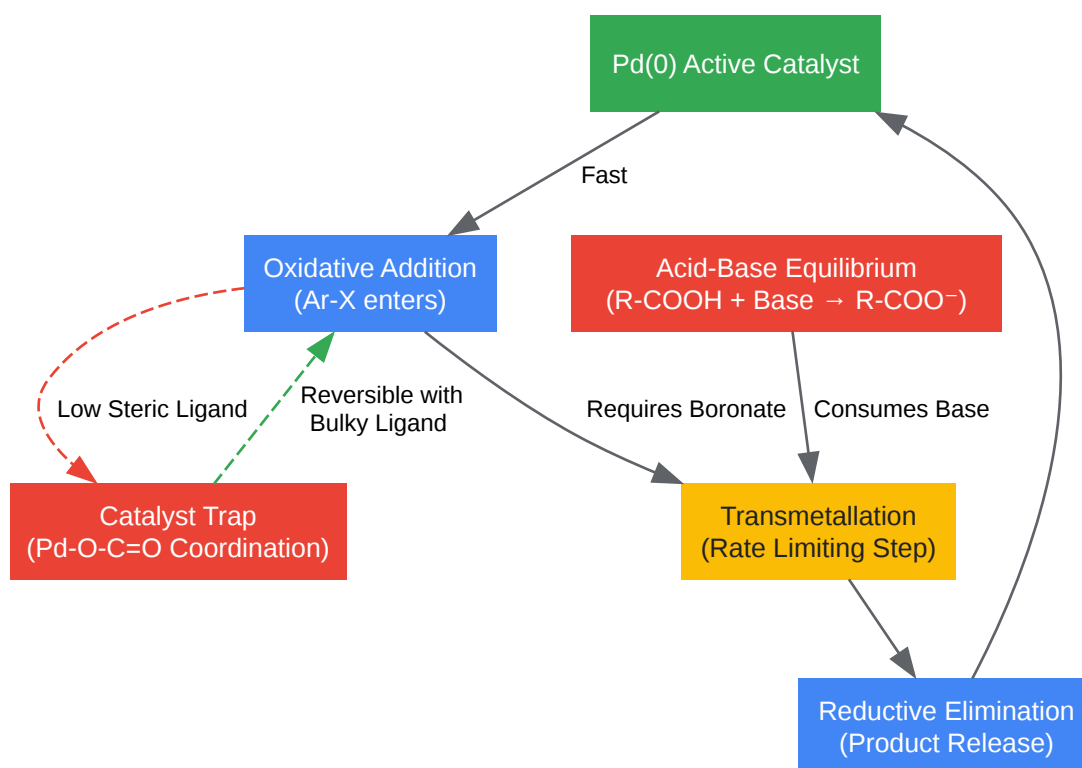 Pd(0) Active Catalyst
Fast
Oxidative Addition
(Ar-X enters)
Acid-Base Equilibrium
(R-COOH + Base → R-COO⁻)
Low Steric Ligand
Reversible with
Bulky Ligand
Requires Boronate
Consumes Base
Catalyst Trap
(Pd-O-C=O Coordination)
Transmetallation
(Rate Limiting Step)
Reductive Elimination
(Product Release)